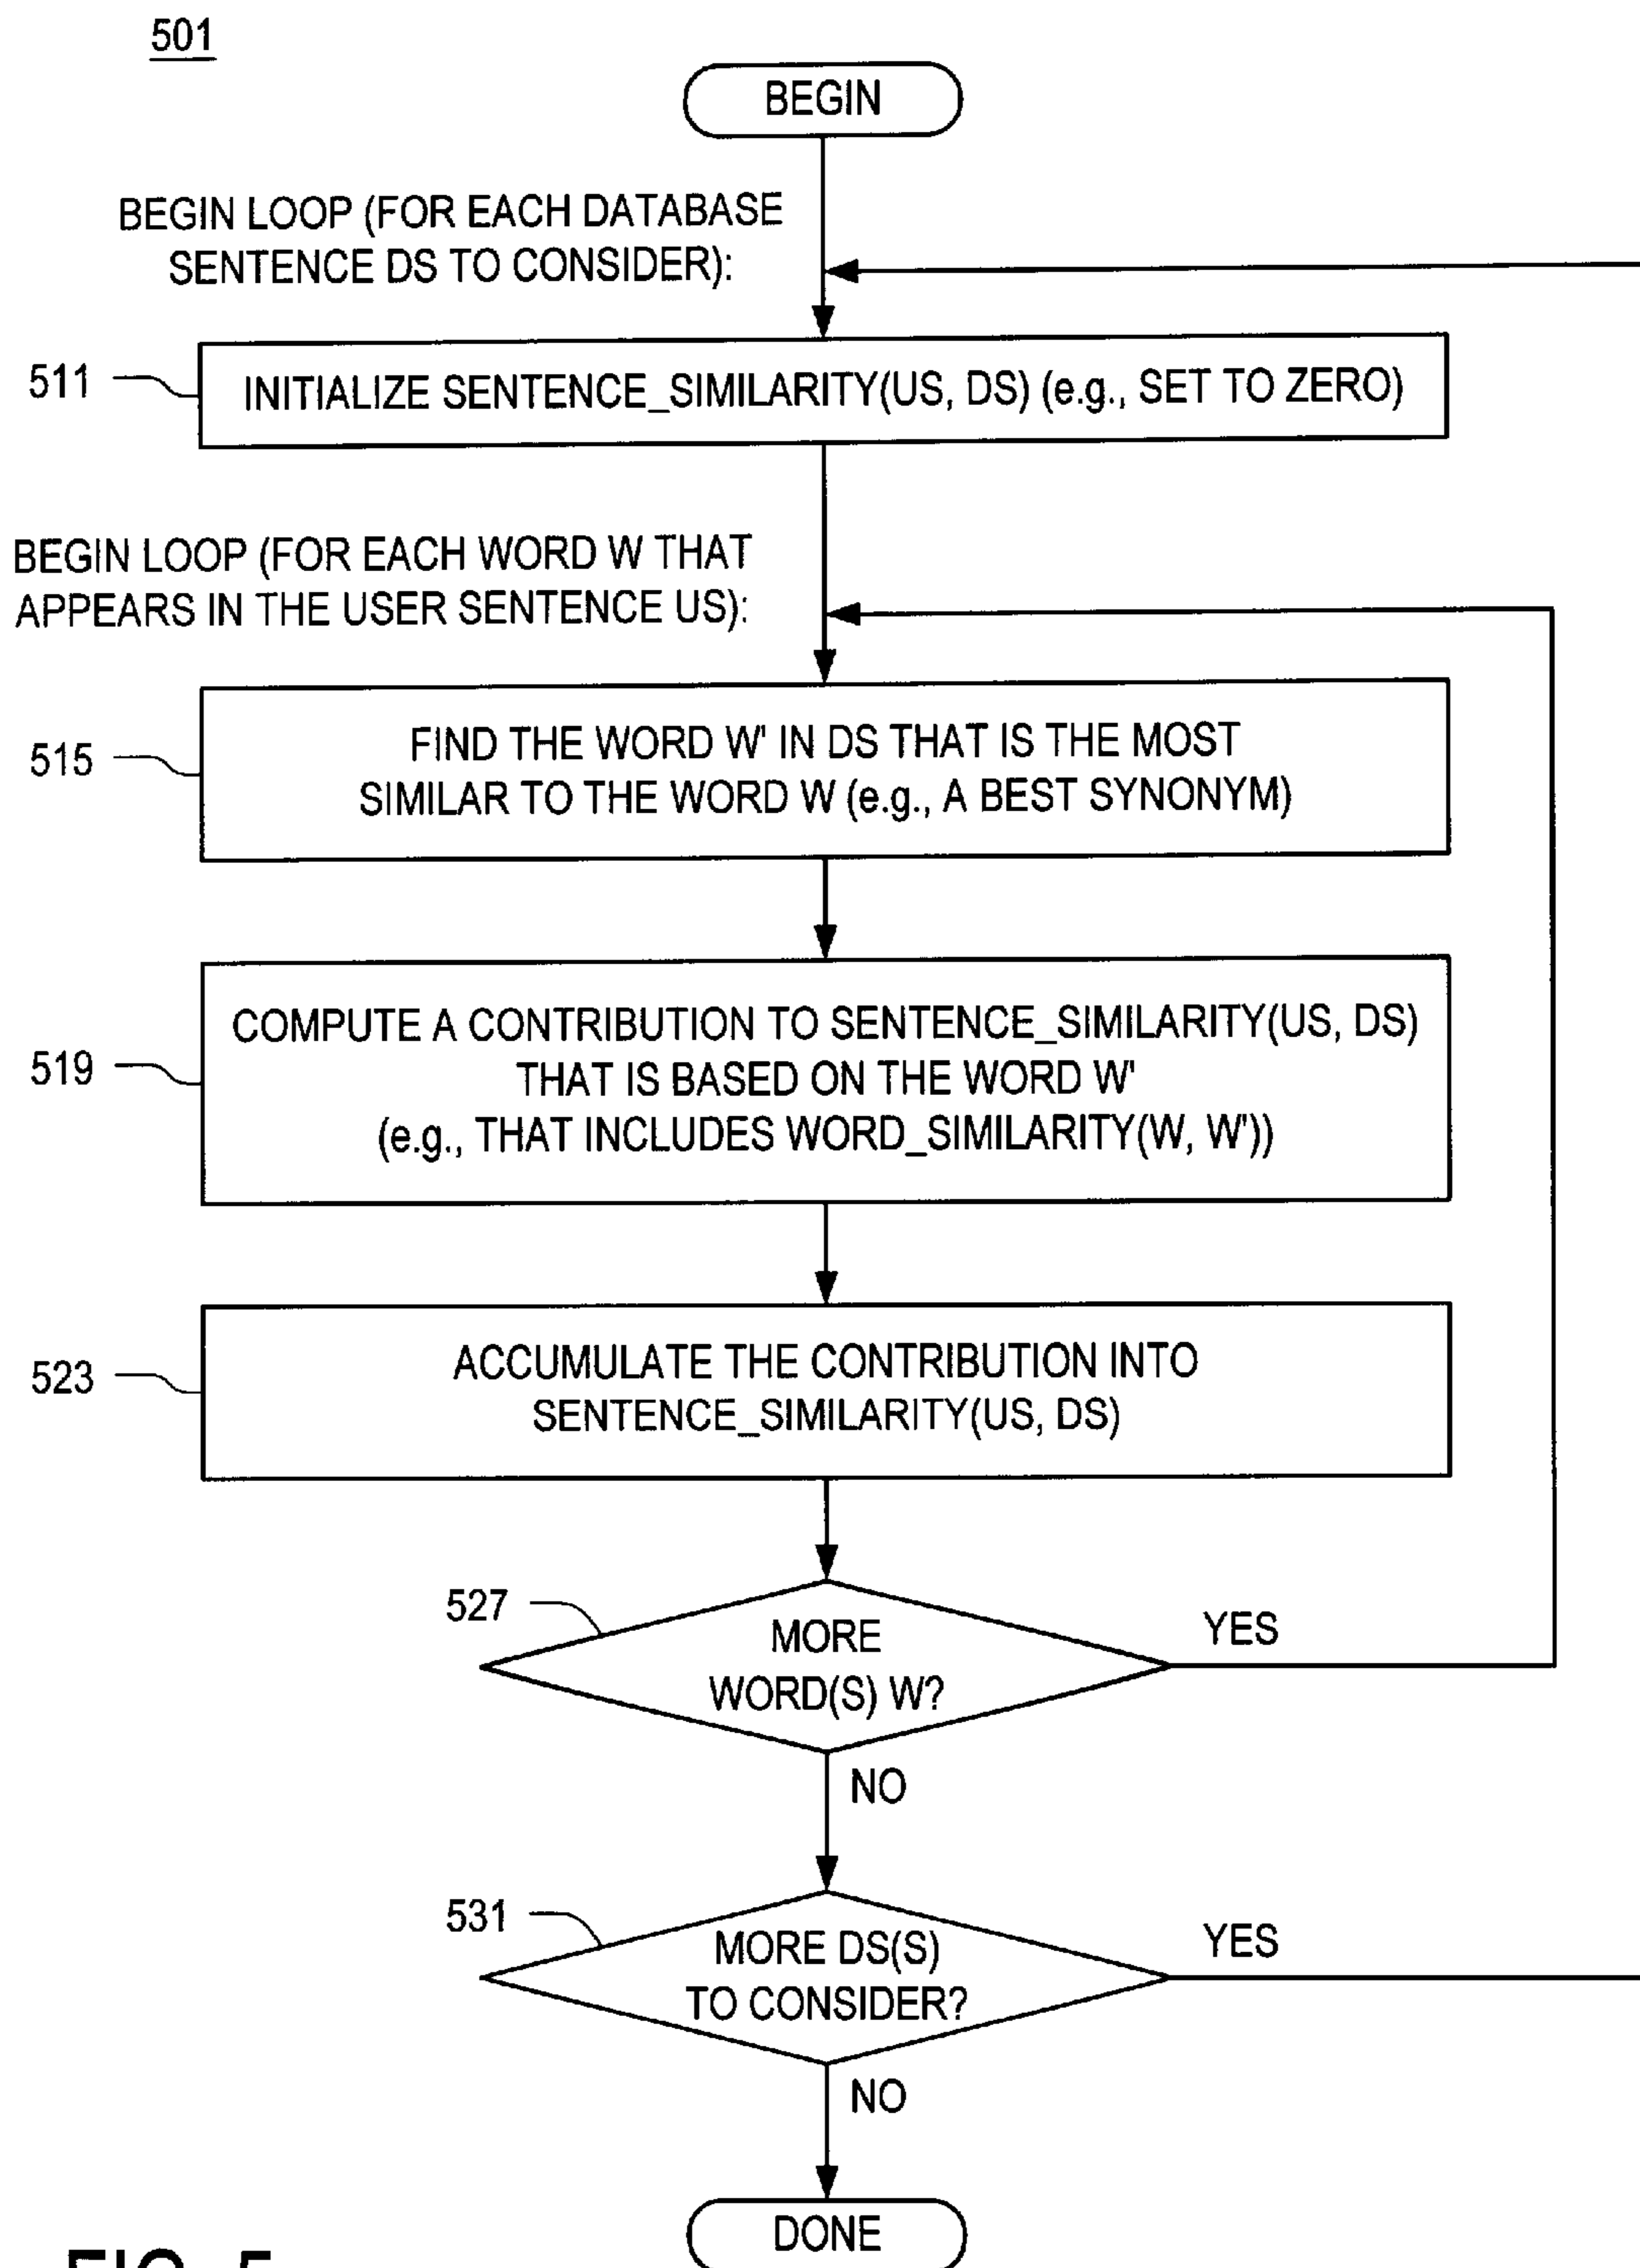 501
BEGIN
BEGIN LOOP (FOR EACH DATABASE
SENTENCE DS TO CONSIDER):
511
INITIALIZE SENTENCE_SIMILARITY(US, DS) (e.g., SET TO ZERO)
BEGIN LOOP (FOR EACH WORD W THAT
APPEARS IN THE USER SENTENCE US):
515
FIND THE WORD W' IN DS THAT IS THE MOST
SIMILAR TO THE WORD W (e.g., A BEST SYNONYM)
519
COMPUTE A CONTRIBUTION TO SENTENCE_SIMILARITY(US, DS)
THAT IS BASED ON THE WORD W'
(e.g., THAT INCLUDES WORD_SIMILARITY(W, W'))
523
ACCUMULATE THE CONTRIBUTION INTO
SENTENCE_SIMILARITY(US, DS)
527
MORE
WORD(S) W?
YES
NO
531
MORE DS(S)
TO CONSIDER?
YES
NO
DONE
FIG. 5